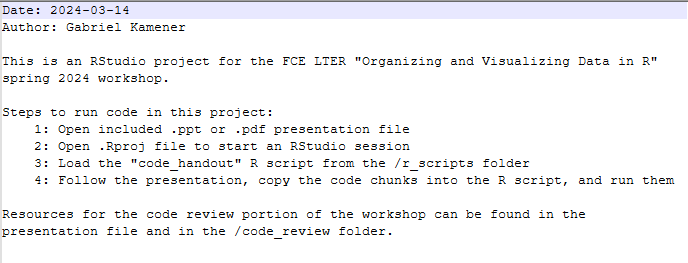 Date: 2024-03-14
Author: Gabriel Kamener
This is an RStudio project for the FCE LTER "Organizing and Visualizing Data in R"
spring 2024 workshop.
Steps to run code in this project:
1: Open included .ppt or .pdf presentation file
2: Open .Rproj file to start an RStudio session
3: Load the "code_handout" R script from the /r_scripts folder
4: Follow the presentation, copy the code chunks into the R script, and run them
Resources for the code review portion of the workshop can be found in the
presentation file and in the /code_review folder.